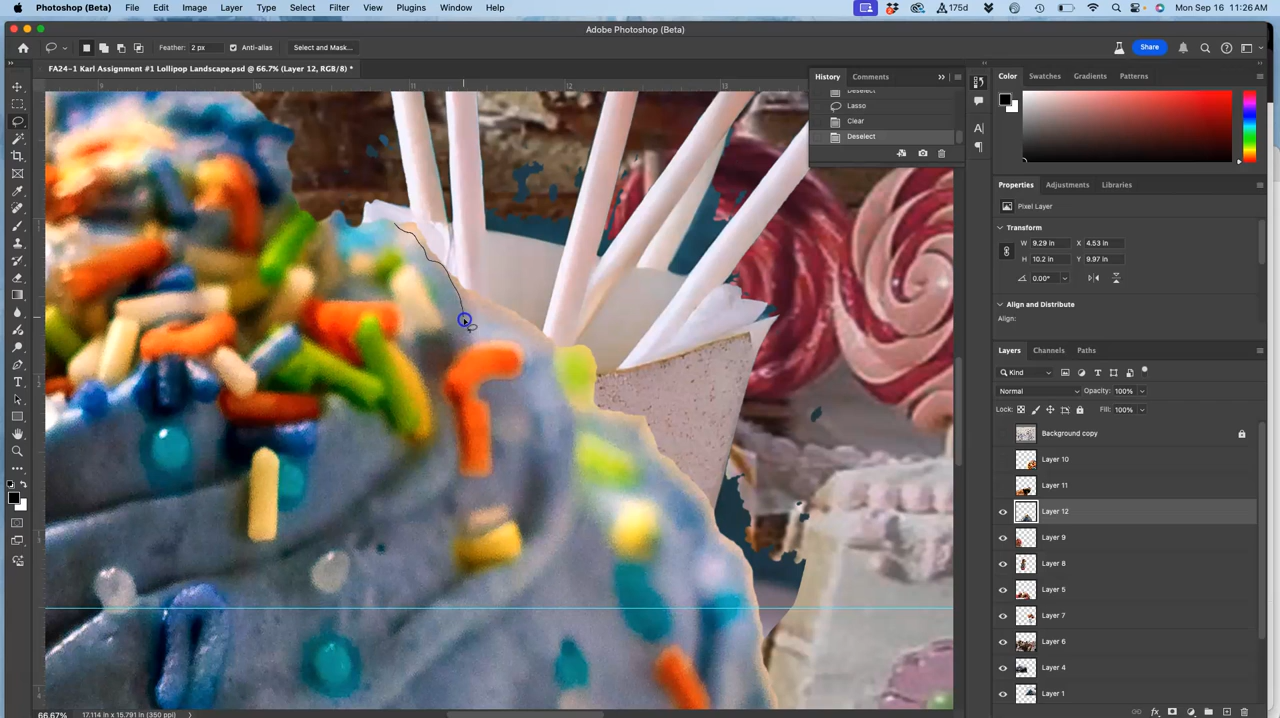 Photoshop (Beta) File Edit Image Layer Type Select Filter View Plugins Window Help 175d Mon Sep 16 11:26 AM
Adobe Photoshop (Beta)
Feather: 2 px Anti-alias Select and Mask... Share
FA24-1 Karl Assignment #1 Lollipop Landscape.psd @ 66.7% (Layer 12, RGB/8) *
9 10 11 12 13
History Comments
Deselect
Lasso
Clear
Deselect
Color Swatches Gradients Patterns
Properties Adjustments Libraries
Pixel Layer
Transform
W 9.29 in X 4.53 in
H 10.2 in Y 9.97 in
0.00°
Align and Distribute
Align:
Layers Channels Paths
Kind
Normal Opacity: 100%
Lock: Fill: 100%
Background copy
Layer 10
Layer 11
Layer 12
Layer 9
Layer 8
Layer 5
Layer 7
Layer 6
Layer 4
Layer 1
66.67% 17.114 in x 15.791 in (350 ppi)